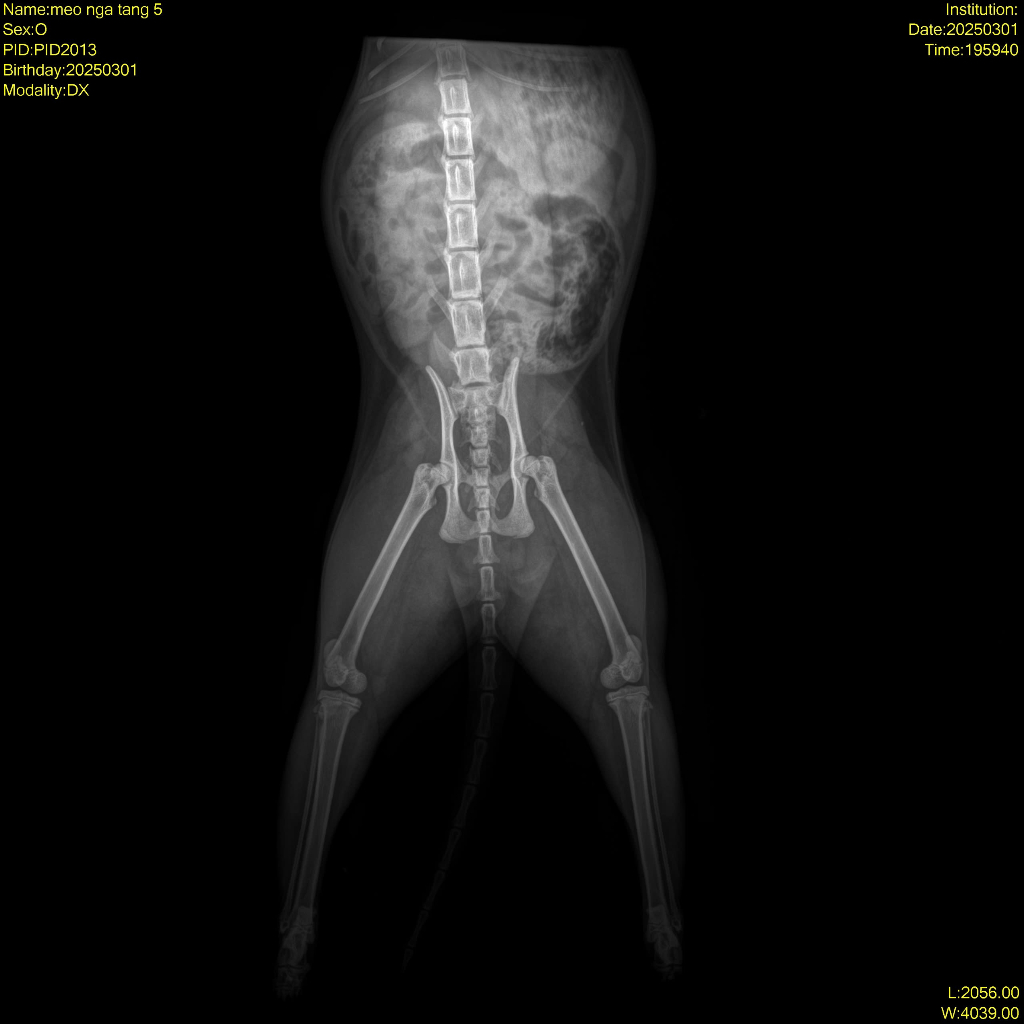 Name:meo nga tang 5
Sex:O
PID:PID2013
Birthday:20250301
Modality:DX
Institution:
Date:20250301
Time:195940
L:2056.00
W:4039.00